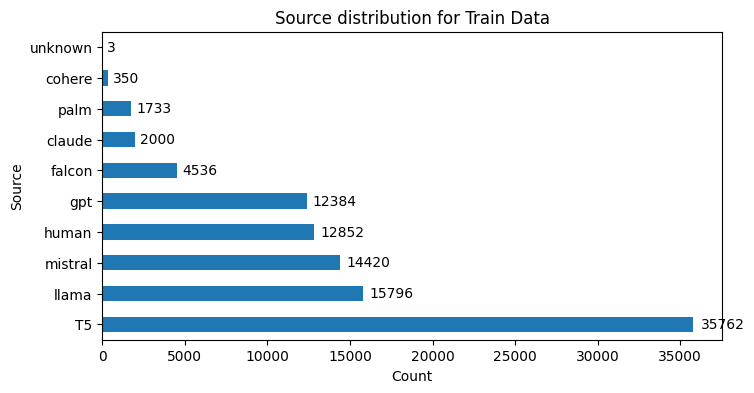 Source distribution for Train Data
unknown 3
cohere 350
palm 1733
claude 2000
falcon 4536
gpt 12384
human 12852
mistral 14420
llama 15796
T5 35762
Source
0 5000 10000 15000 20000 25000 30000 35000
Count